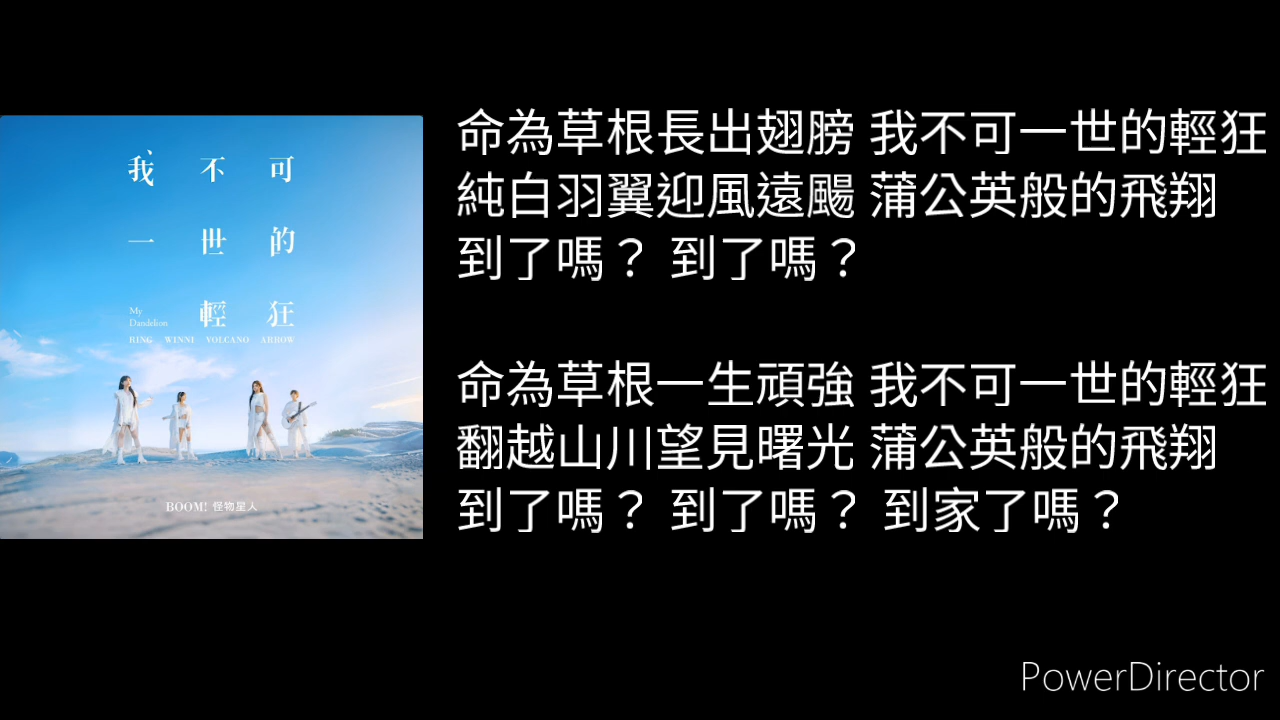 我不可
一世的
My
Dandelion
輕狂
RING WINNI VOLCANO ARROW
BOOM! 怪物星人
命為草根長出翅膀 我不可一世的輕狂
純白羽翼迎風遠颺 蒲公英般的飛翔
到了嗎？ 到了嗎？
命為草根一生頑強 我不可一世的輕狂
翻越山川望見曙光 蒲公英般的飛翔
到了嗎？ 到了嗎？ 到家了嗎？
PowerDirector